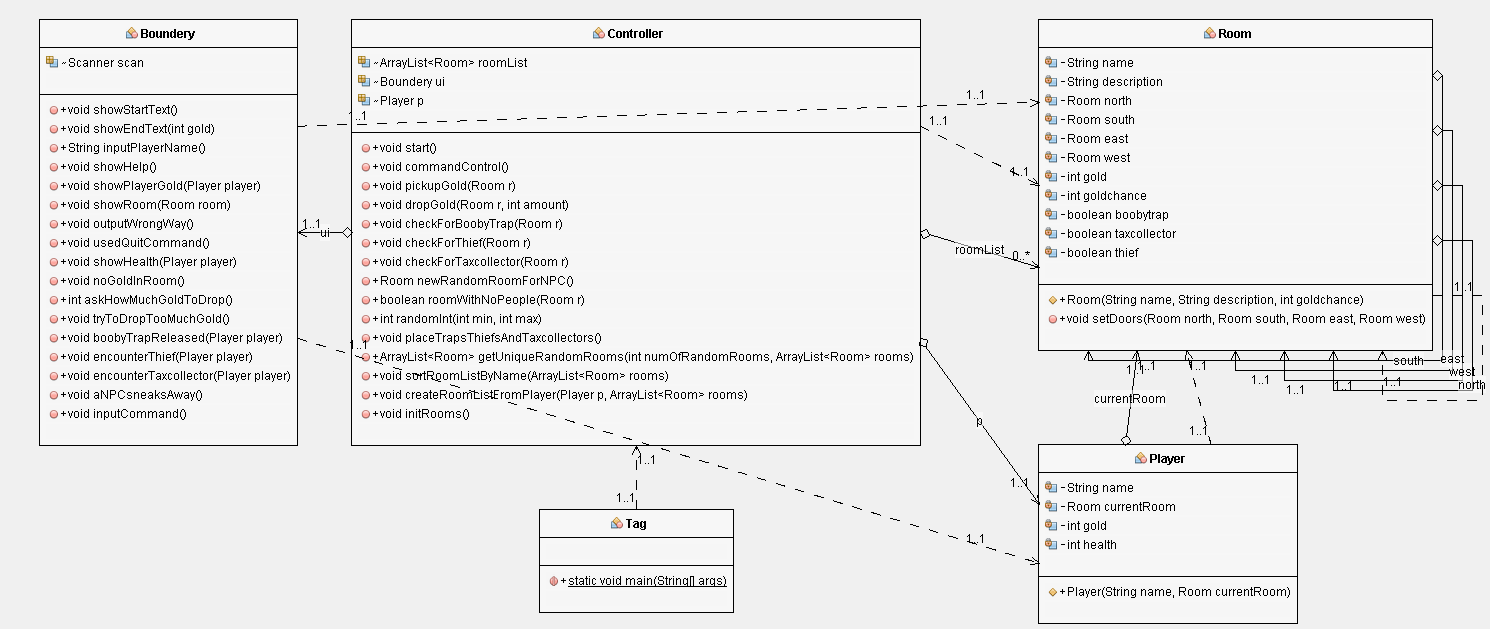 Boundery
~Scanner scan
+void showStartText()
+void showEndText(int gold)
+String inputPlayerName()
+void showHelp()
+void showPlayerGold(Player player)
+void showRoom(Room room)
+void outputWrongWay()
+void usedQuitCommand()
+void showHealth(Player player)
+void noGoldInRoom()
+int askHowMuchGoldToDrop()
+void tryToDropTooMuchGold()
+void boobyTrapReleased(Player player)
+void encounterThief(Player player)
+void encounterTaxcollector(Player player)
+void aNPCsneaksAway()
+void inputCommand()
1..1
ui
Controller
~ArrayList<Room> roomList
~Boundery ui
~Player p
1..1
+void start()
+void commandControl()
+void pickupGold(Room r)
+void dropGold(Room r, int amount)
+void checkForBoobyTrap(Room r)
+void checkForThief(Room r)
+void checkForTaxcollector(Room r)
+Room newRandomRoomForNPC()
+boolean roomWithNoPeople(Room r)
+int randomInt(int min, int max)
+void placeTrapsThiefsAndTaxcollectors()
1..1
+ArrayList<Room> getUniqueRandomRooms(int numOfRandomRooms, ArrayList<Room> rooms)
+void sortRoomListByName(ArrayList<Room> rooms)
+void createRoomListFromPlayer(Player p, ArrayList<Room> rooms)
+void initRooms()
1..1
1..1
Tag
+static void main(String[] args)
1..1
1..1
1..1
roomList
0..*
p
1..1
1..1
Room
-String name
-String description
-Room north
-Room south
-Room east
-Room west
-int gold
-int goldchance
-boolean boobytrap
-boolean taxcollector
-boolean thief
+Room(String name, String description, int goldchance)
+void setDoors(Room north, Room south, Room east, Room west)
1..1
south
east
west
north
1..1
1..1
1..1
1..1
1..1
1..1
1..1
currentRoom
1..1
Player
-String name
-Room currentRoom
-int gold
-int health
+Player(String name, Room currentRoom)